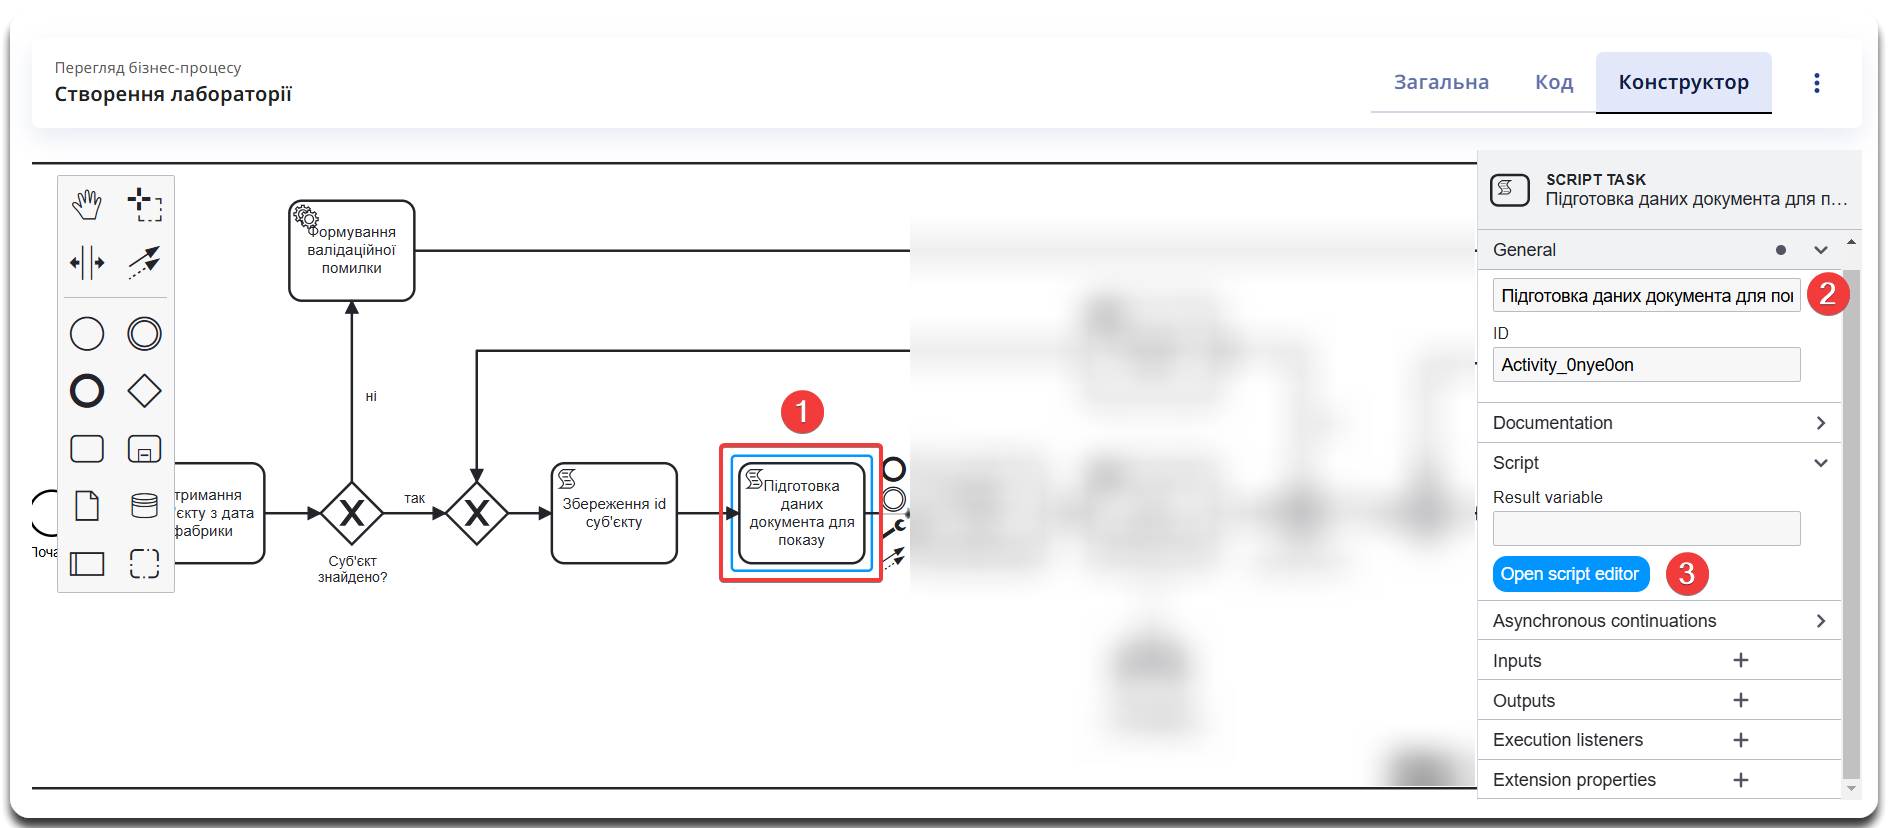 Перегляд бізнес-процесу
Створення лабораторії
Загальна
Код
Конструктор
Формування
валідаційної
помилки
ні
тримання
'єкту з дата
фабрики
Суб'єкт
знайдено?
так
Збереження id
суб'єкту
1
Підготовка
даних
документа для
показу
SCRIPT TASK
Підготовка даних документа для п...
General
Підготовка даних документа для по
2
ID
Activity_0nye0on
Documentation
Script
Result variable
Open script editor
3
Asynchronous continuations
Inputs
Outputs
Execution listeners
Extension properties